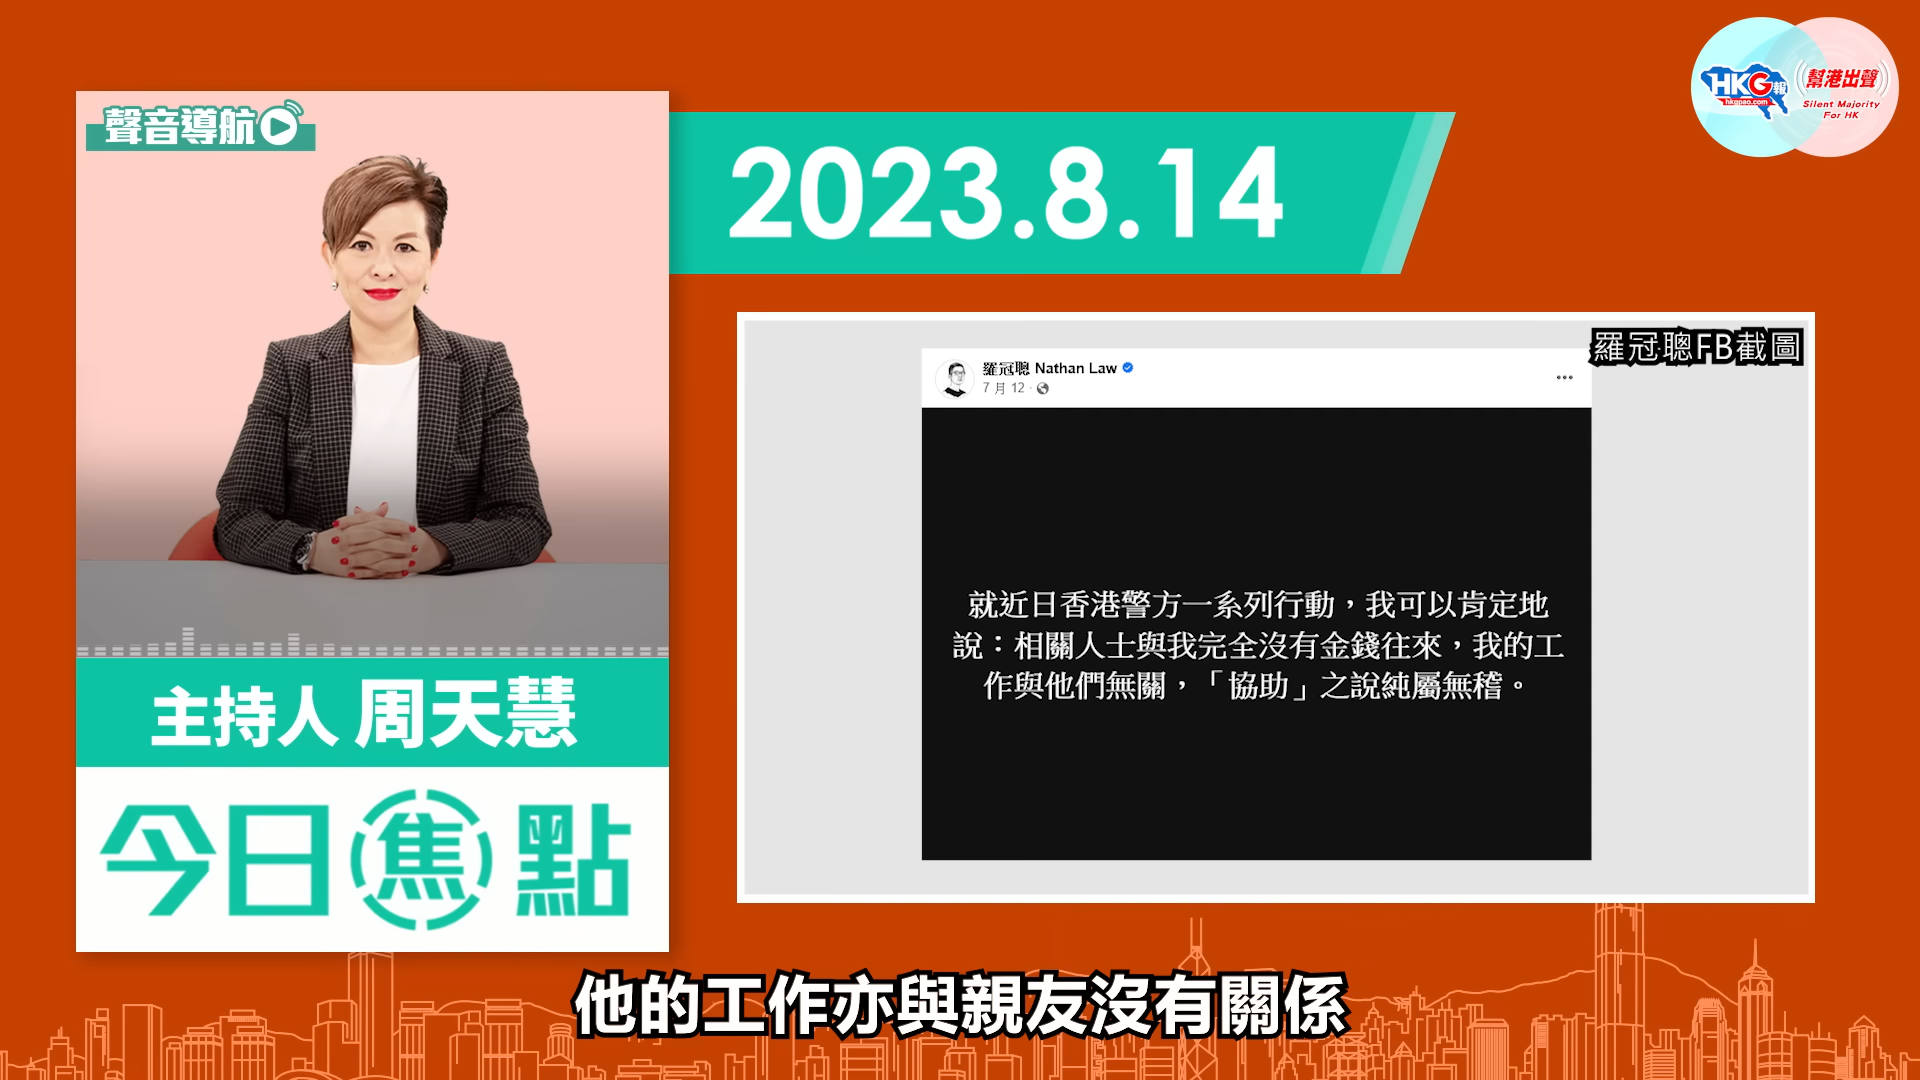 聲音導航
2023.8.14
HKG報
hkgpao.com
幫港出聲
Silent Majority
For HK
羅冠聰FB截圖
羅冠聰 Nathan Law
7 月 12 ·
就近日香港警方一系列行動，我可以肯定地
說：相關人士與我完全沒有金錢往來，我的工
作與他們無關，「協助」之說純屬無稽。
主持人 周天慧
今日焦點
他的工作亦與親友沒有關係